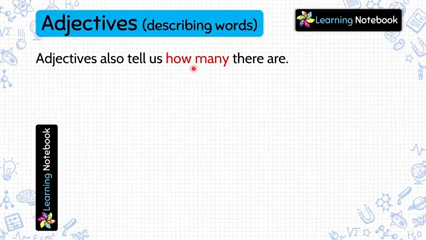 Adjectives (describing words)
Learning Notebook
Adjectives also tell us how many there are.
Learning Notebook